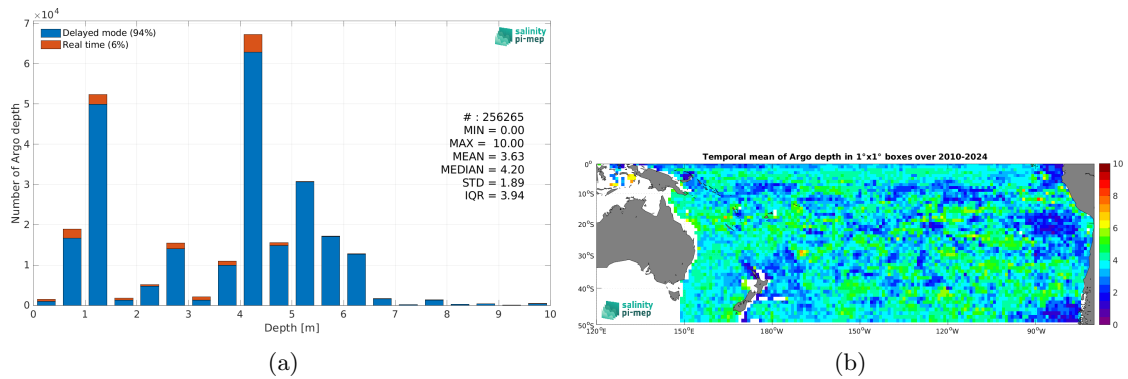 7 ×10⁴
6
5
4
3
2
1
0
Number of Argo depth
Delayed mode (94%)
Real time (6%)
salinity
pi-mep
# : 256265
MIN = 0.00
MAX = 10.00
MEAN = 3.63
MEDIAN = 4.20
STD = 1.89
IQR = 3.94
0 1 2 3 4 5 6 7 8 9 10
Depth [m]
(a)
Temporal mean of Argo depth in 1°x1° boxes over 2010-2024
0°
10°S
20°S
30°S
40°S
50°S
120°E 150°E 180°W 150°W 120°W 90°W
salinity
pi-mep
10
8
6
4
2
0
(b)